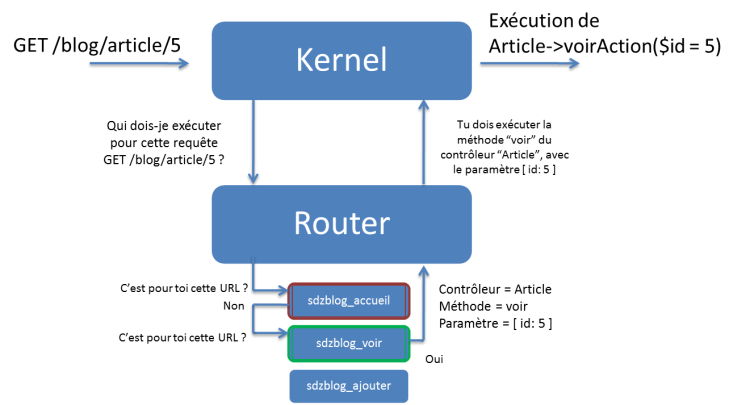 GET /blog/article/5
Kernel
Exécution de
Article->voirAction($id = 5)
Qui dois-je exécuter
pour cette requête
GET /blog/article/5 ?
Tu dois exécuter la
méthode “voir” du
contrôleur “Article”, avec
le paramètre [ id: 5 ]
Router
C’est pour toi cette URL ?
sdzblog_accueil
Non
C’est pour toi cette URL ?
sdzblog_voir
Contrôleur = Article
Méthode = voir
Paramètre = [ id: 5 ]
Oui
sdzblog_ajouter